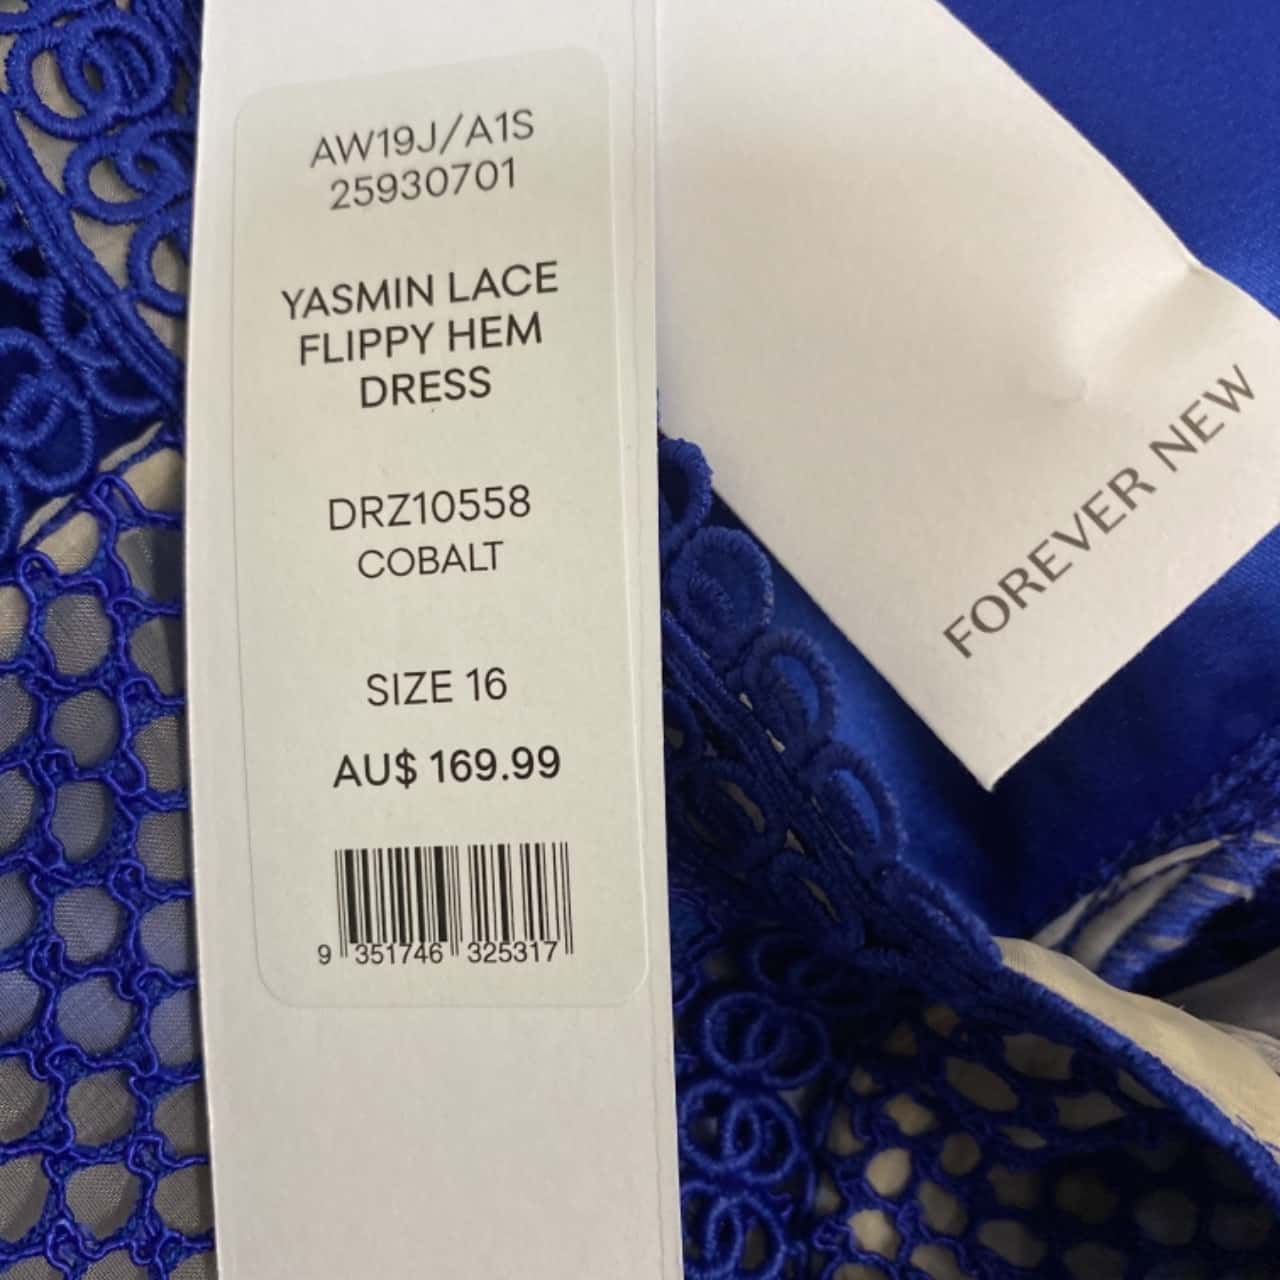 AW19J/A1S
25930701
YASMIN LACE
FLIPPY HEM
DRESS
DRZ10558
COBALT
SIZE 16
AU$ 169.99
9 351746 325317
FOREVER NEW